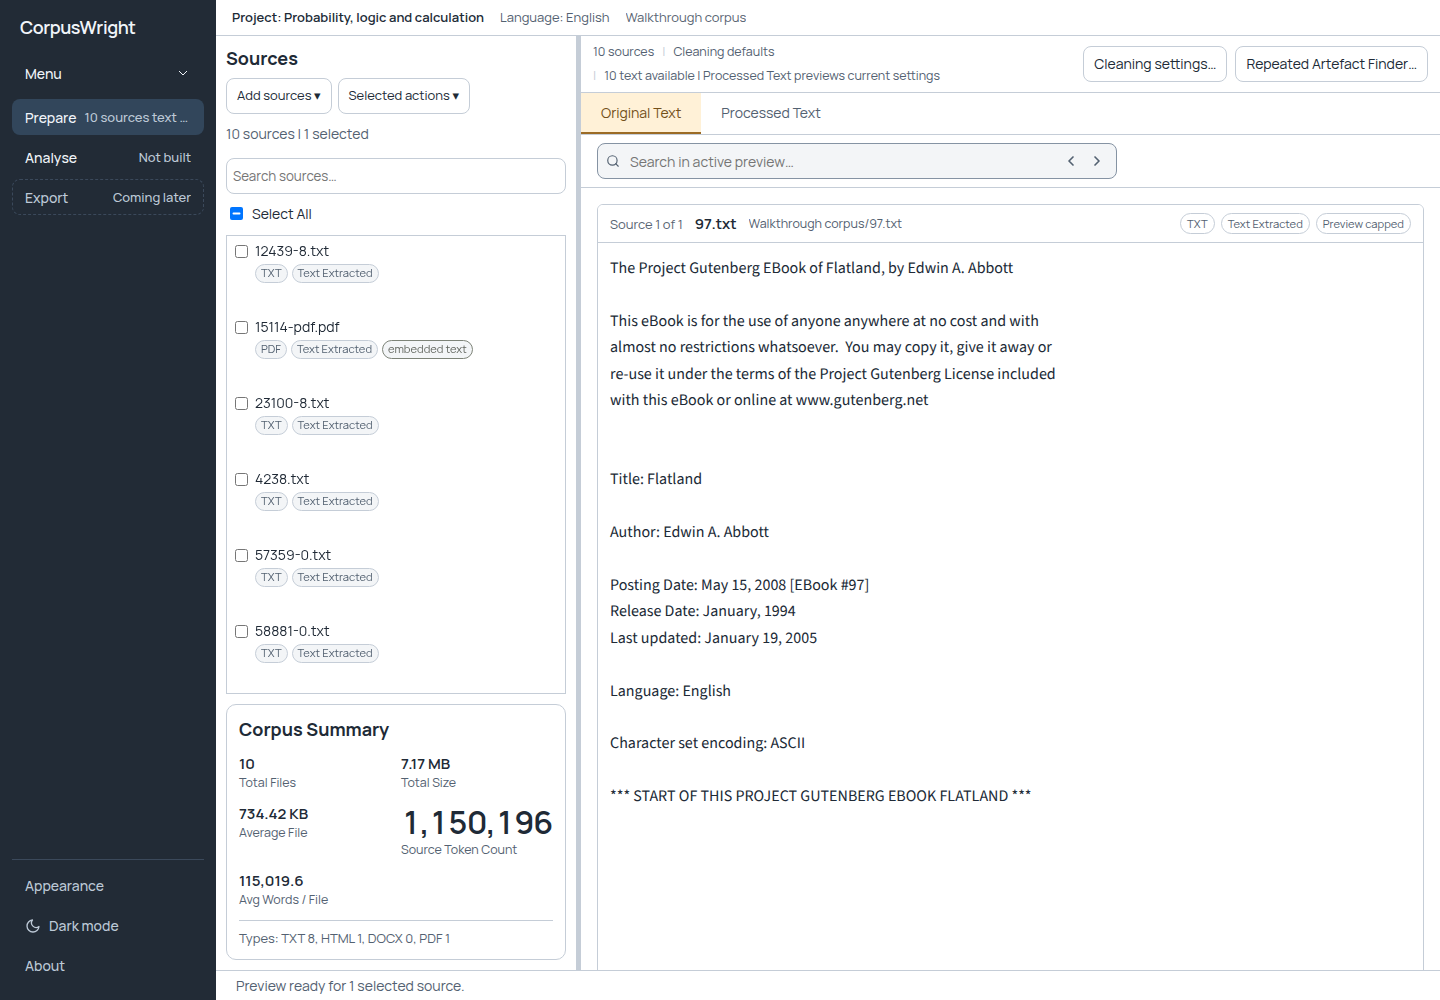 CorpusWright
Menu
Prepare 10 sources text ...
Analyse Not built
Export Coming later
Appearance
Dark mode
About
Project: Probability, logic and calculation Language: English Walkthrough corpus
Sources
Add sources ▾ Selected actions ▾
10 sources | 1 selected
Search sources...
Select All
12439-8.txt
TXT Text Extracted
15114-pdf.pdf
PDF Text Extracted embedded text
23100-8.txt
TXT Text Extracted
4238.txt
TXT Text Extracted
57359-0.txt
TXT Text Extracted
58881-0.txt
TXT Text Extracted
Corpus Summary
10 7.17 MB
Total Files Total Size
734.42 KB 1,150,196
Average File Source Token Count
115,019.6
Avg Words / File
Types: TXT 8, HTML 1, DOCX 0, PDF 1
10 sources | Cleaning defaults
| 10 text available | Processed Text previews current settings
Cleaning settings... Repeated Artefact Finder...
Original Text Processed Text
Search in active preview...
Source 1 of 1 97.txt Walkthrough corpus/97.txt TXT Text Extracted Preview capped
The Project Gutenberg EBook of Flatland, by Edwin A. Abbott
This eBook is for the use of anyone anywhere at no cost and with
almost no restrictions whatsoever.  You may copy it, give it away or
re-use it under the terms of the Project Gutenberg License included
with this eBook or online at www.gutenberg.net
Title: Flatland
Author: Edwin A. Abbott
Posting Date: May 15, 2008 [EBook #97]
Release Date: January, 1994
Last updated: January 19, 2005
Language: English
Character set encoding: ASCII
*** START OF THIS PROJECT GUTENBERG EBOOK FLATLAND ***
Preview ready for 1 selected source.